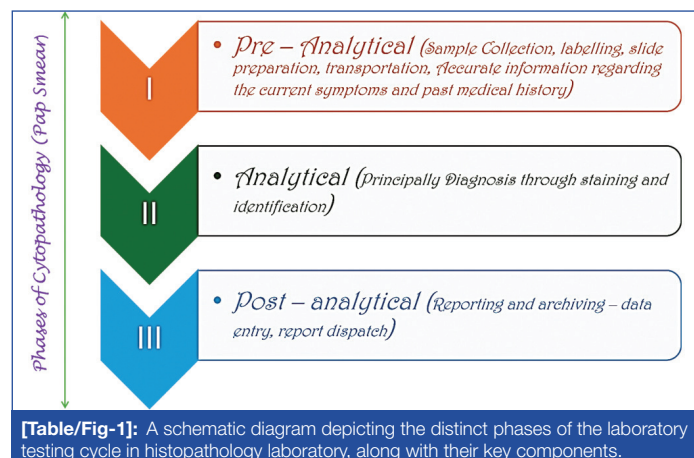 Phases of Cytopathology (Pap Smear)
I
• Pre – Analytical (Sample Collection, labelling, slide
preparation, transportation, Accurate information regarding
the current symptoms and past medical history)
II
• Analytical (Principally Diagnosis through staining and
identification)
III
• Post – analytical (Reporting and archiving – data
entry, report dispatch)
[Table/Fig-1]: A schematic diagram depicting the distinct phases of the laboratory
testing cycle in histopathology laboratory, along with their key components.